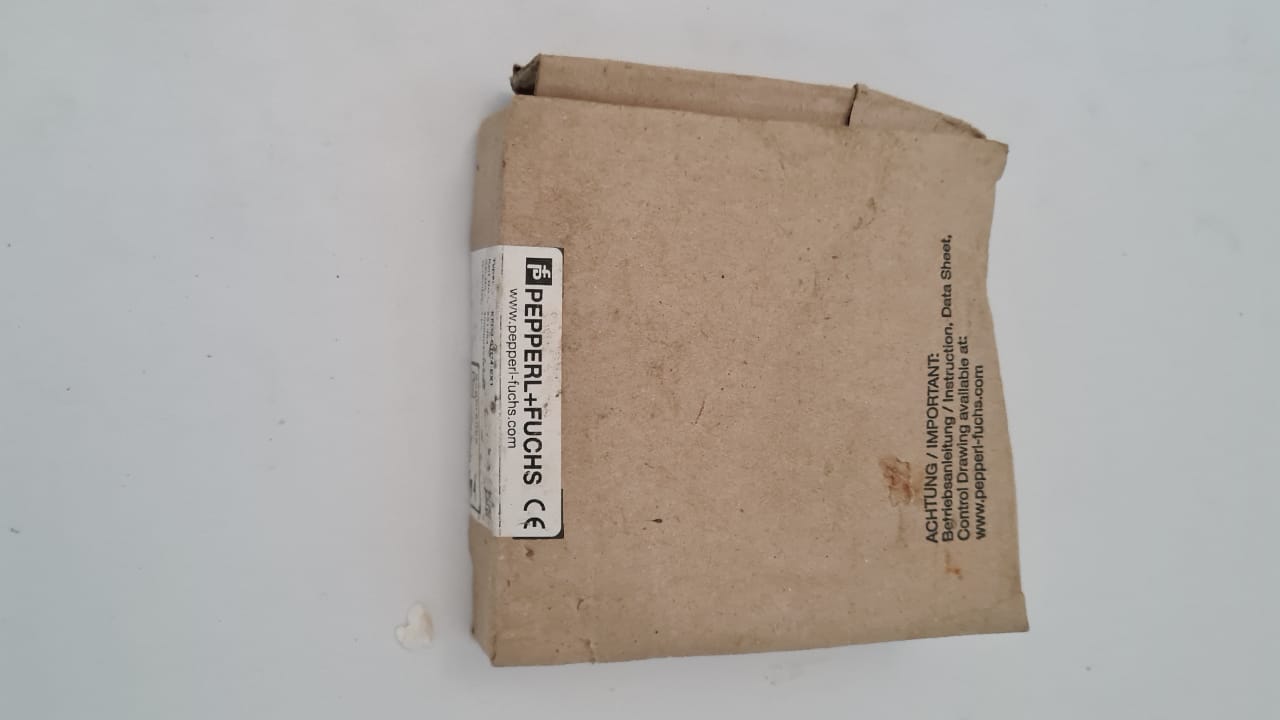 PEPPERL+FUCHS CE
www.pepperl-fuchs.com
ACHTUNG / IMPORTANT:
Betriebsanleitung / Instruction, Data Sheet,
Control Drawing available at:
www.pepperl-fuchs.com